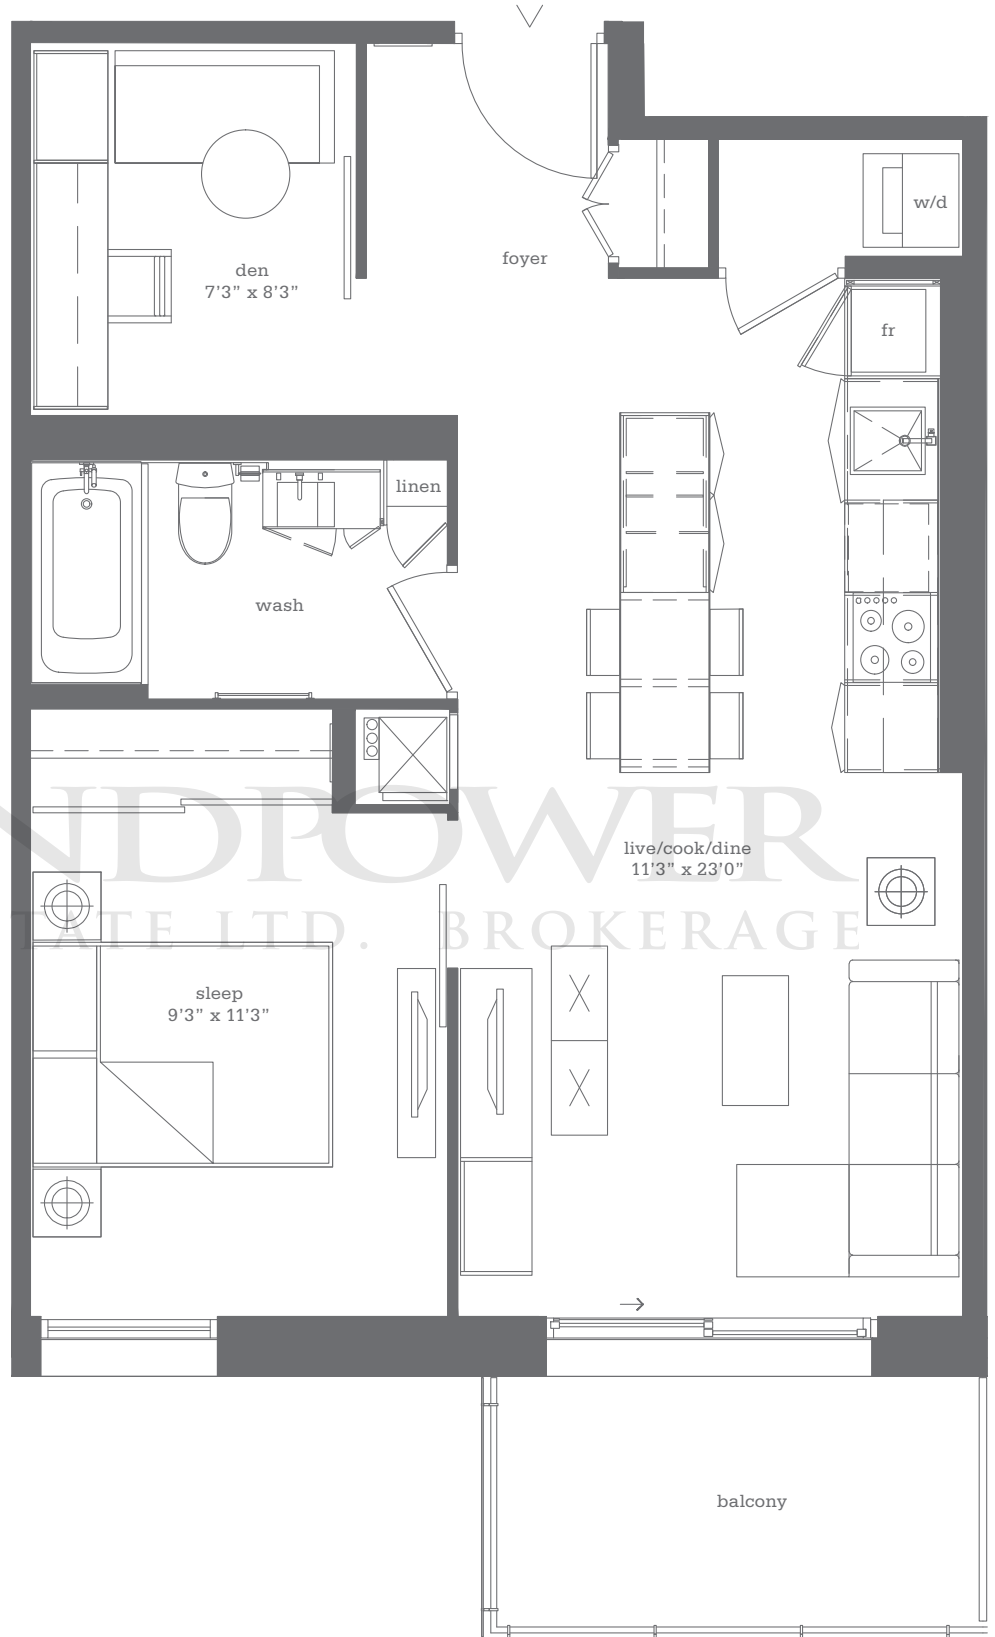 w/d
foyer
den
7'3" x 8'3"
fr
linen
wash
NDPOWER
live/cook/dine
11'3" x 23'0"
TATE LTD. BROKERAGE
sleep
9'3" x 11'3"
balcony